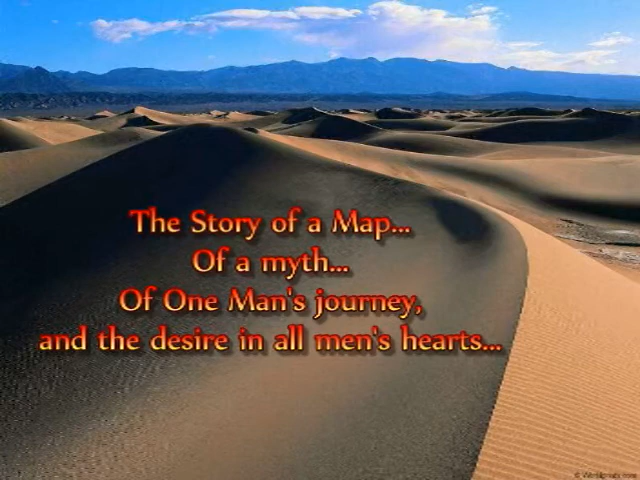 The Story of a Map...
Of a myth...
Of One Man's journey,
and the desire in all men's hearts...